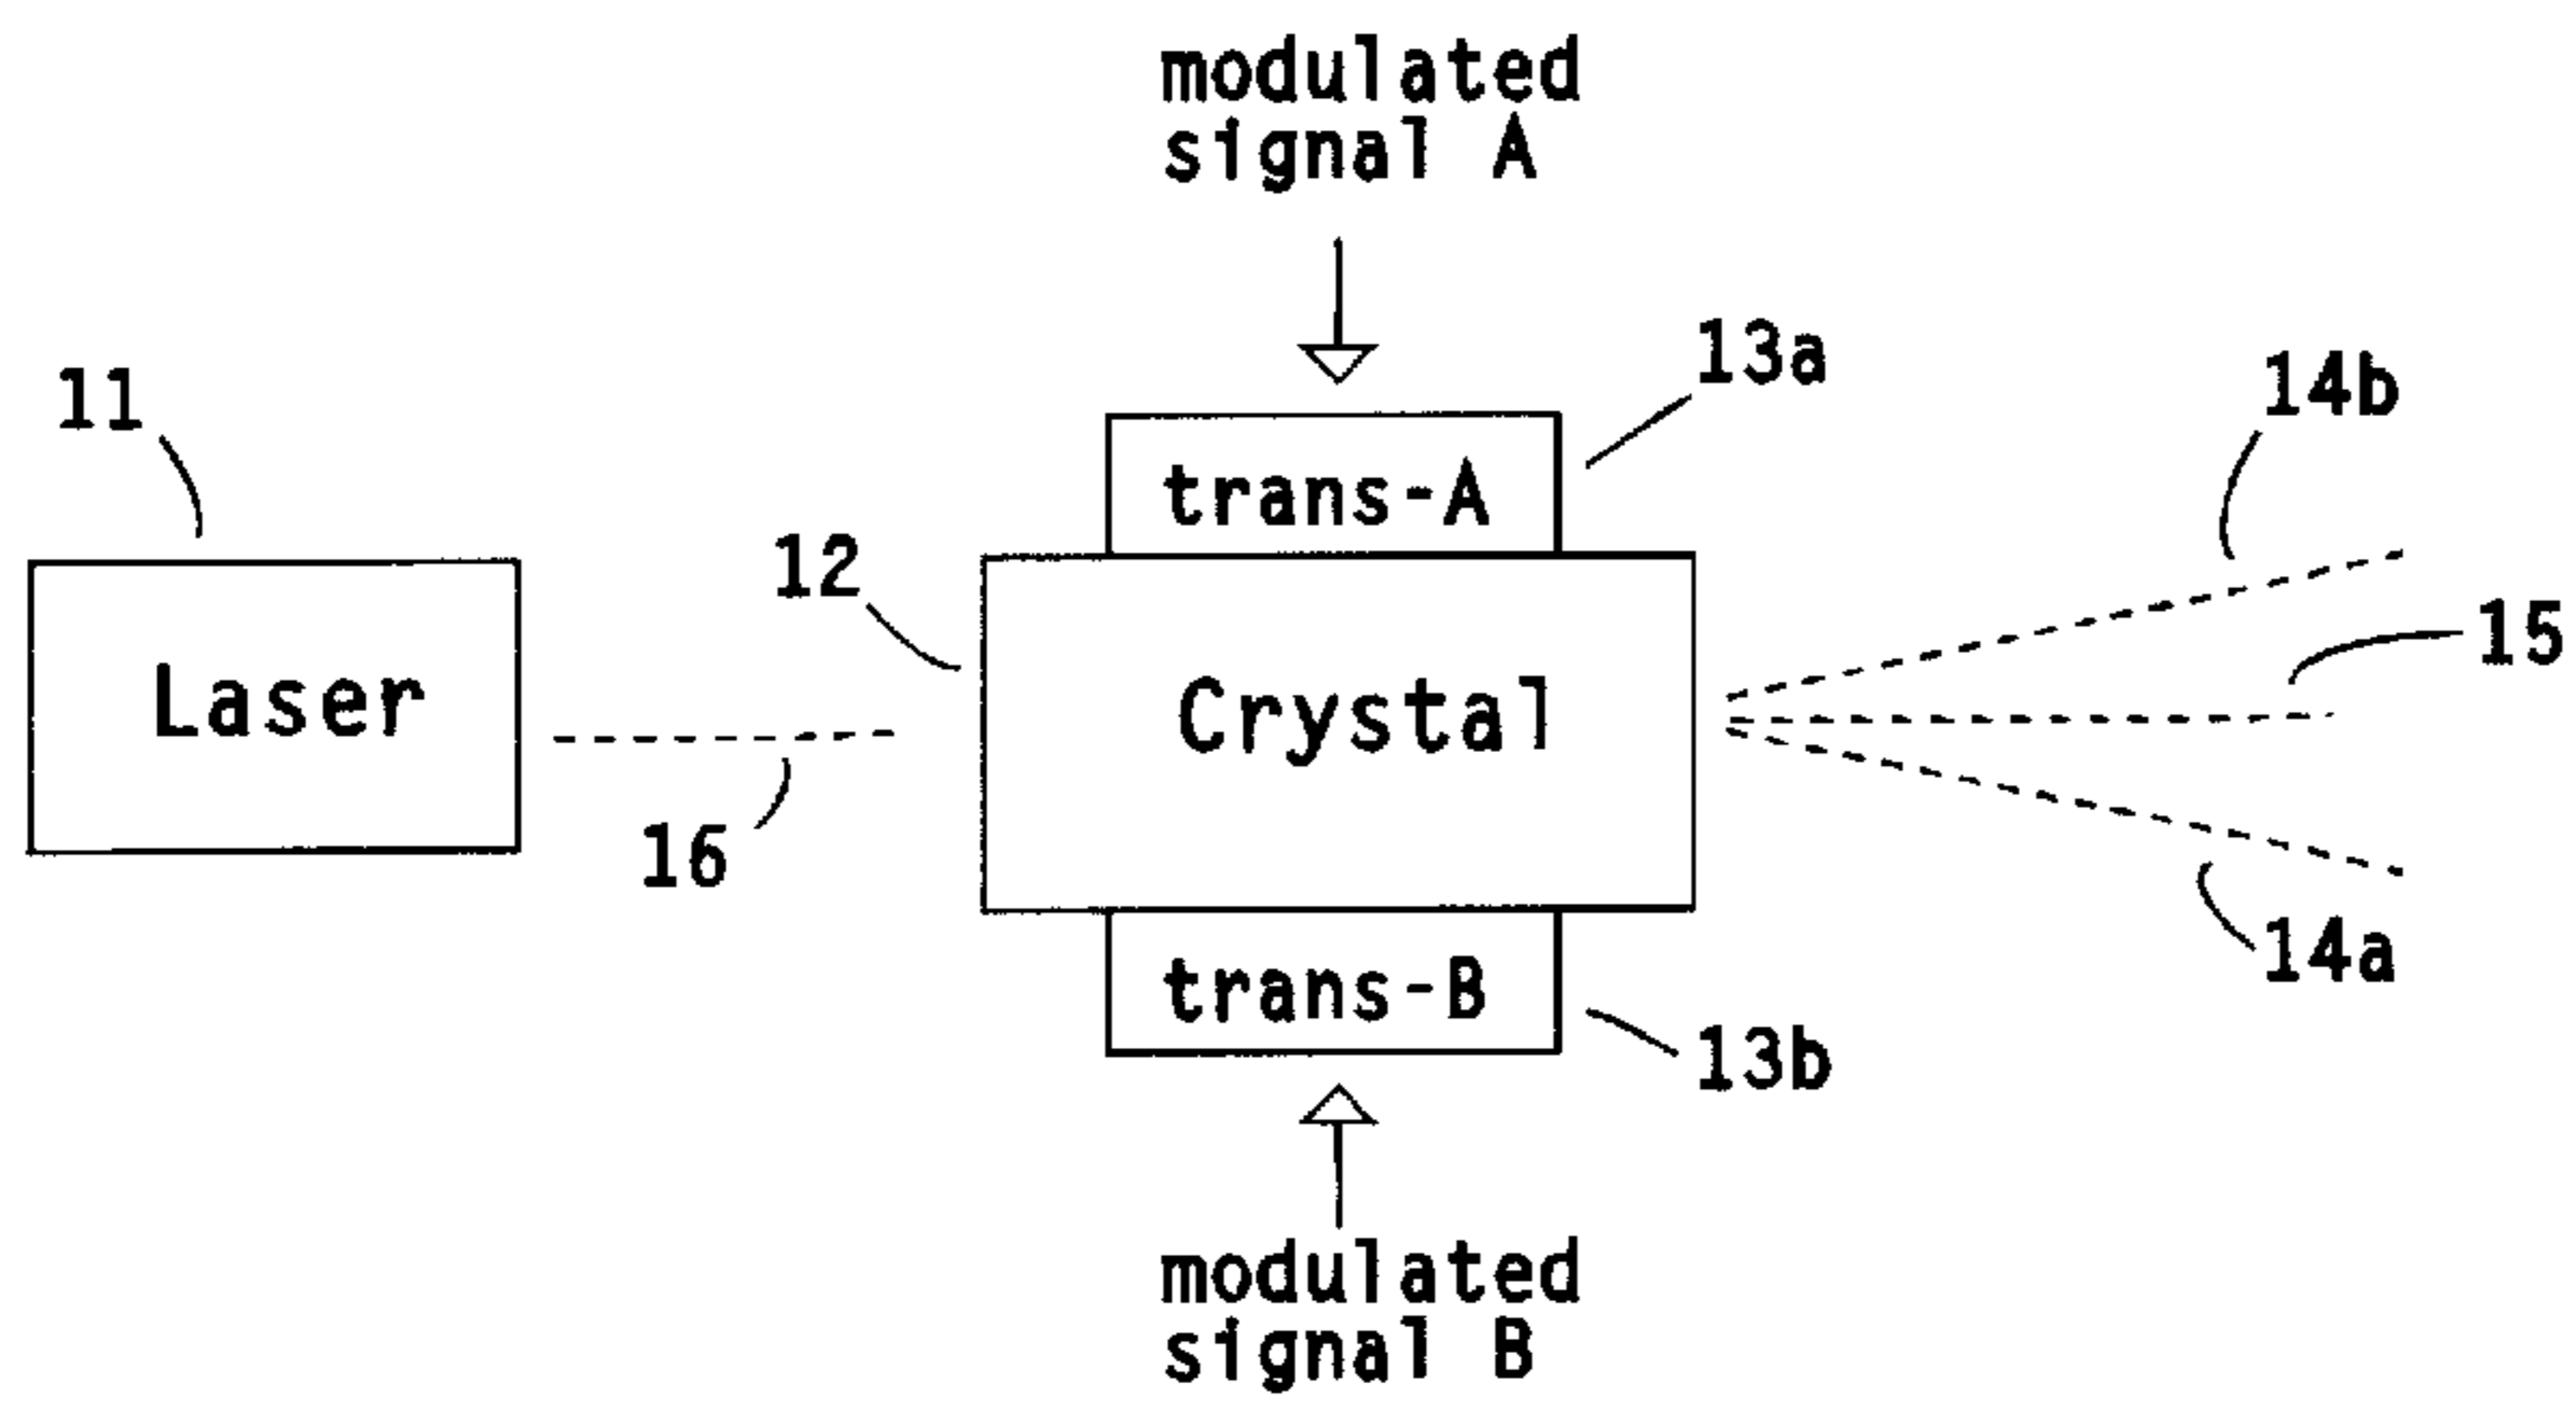 modulated
signal A
11
13a
14b
trans-A
12
15
Laser
Crystal
16
14a
trans-B
13b
modulated
signal B